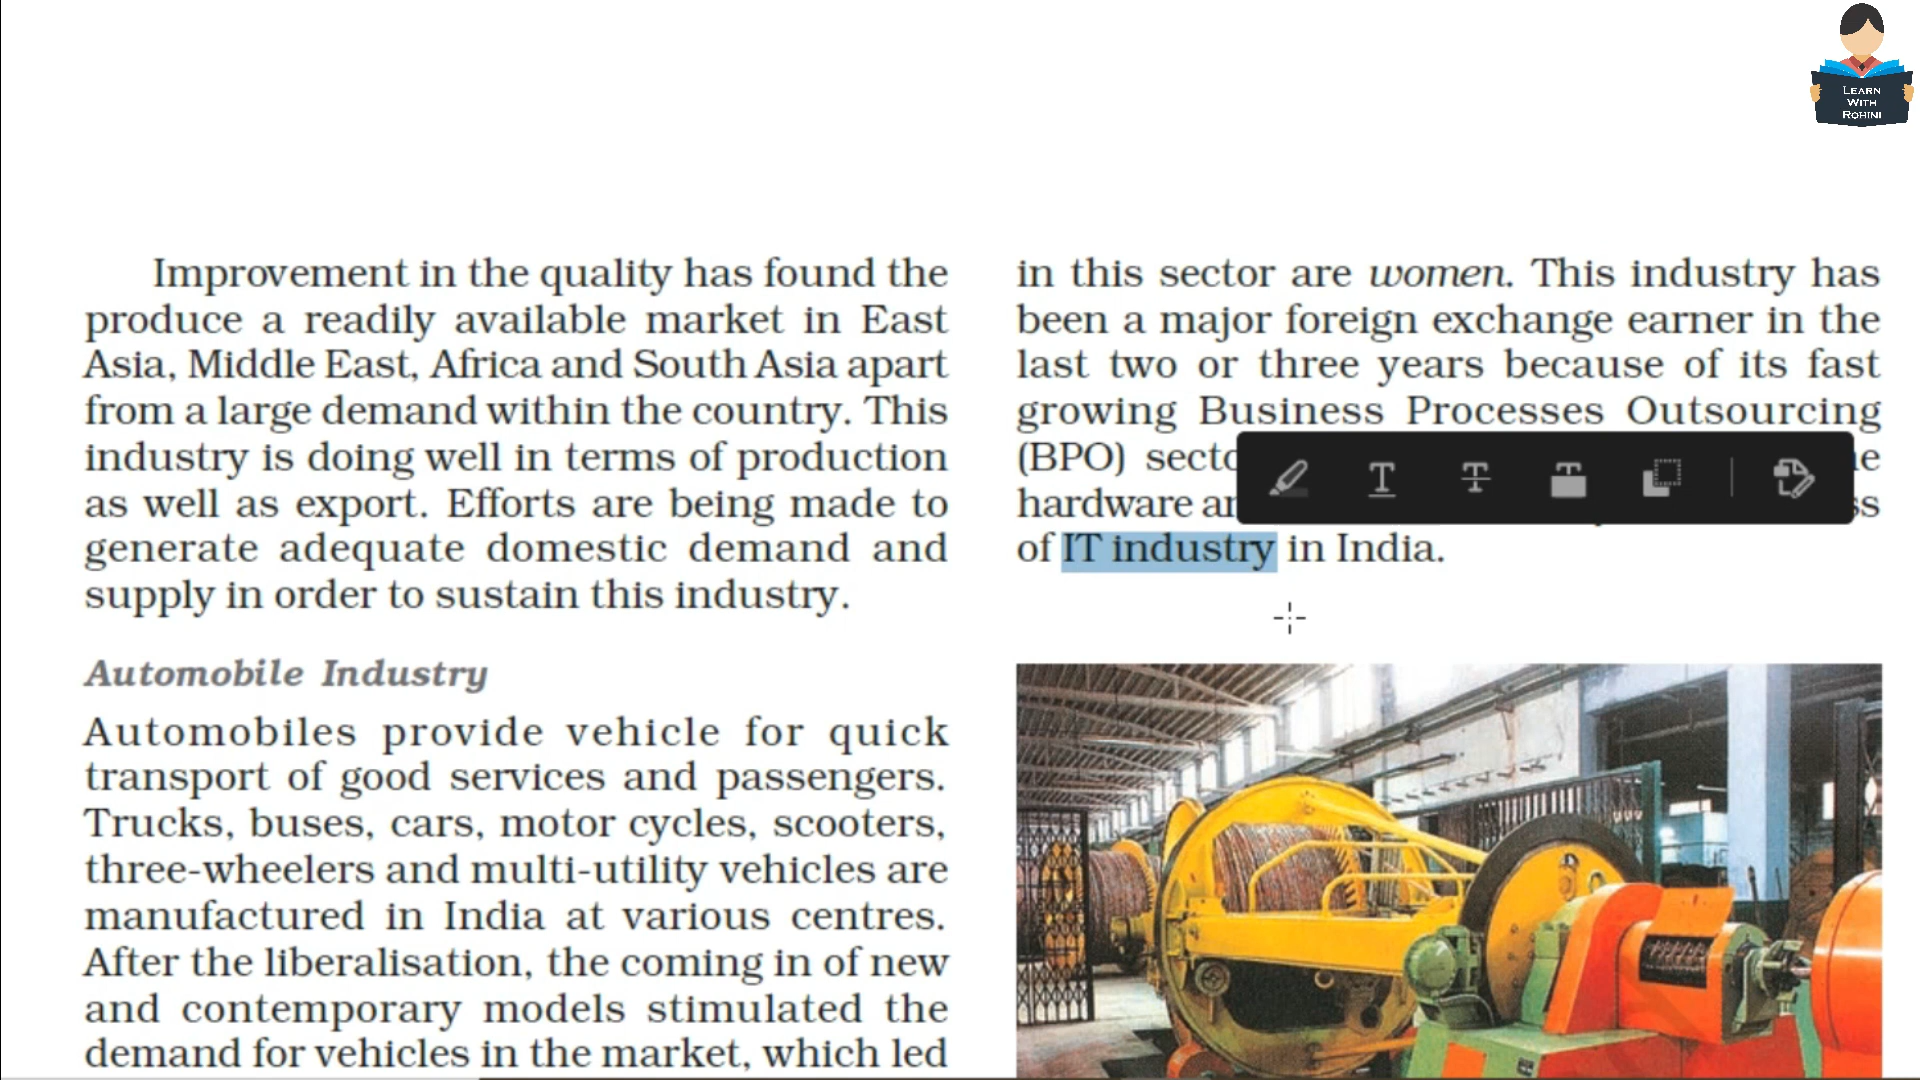 LEARN
WITH
ROHINI
Improvement in the quality has found the
produce a readily available market in East
Asia, Middle East, Africa and South Asia apart
from a large demand within the country. This
industry is doing well in terms of production
as well as export. Efforts are being made to
generate adequate domestic demand and
supply in order to sustain this industry.
Automobile Industry
Automobiles provide vehicle for quick
transport of good services and passengers.
Trucks, buses, cars, motor cycles, scooters,
three-wheelers and multi-utility vehicles are
manufactured in India at various centres.
After the liberalisation, the coming in of new
and contemporary models stimulated the
demand for vehicles in the market, which led
in this sector are women. This industry has
been a major foreign exchange earner in the
last two or three years because of its fast
growing Business Processes Outsourcing
(BPO)
hardware
of IT industry in India.